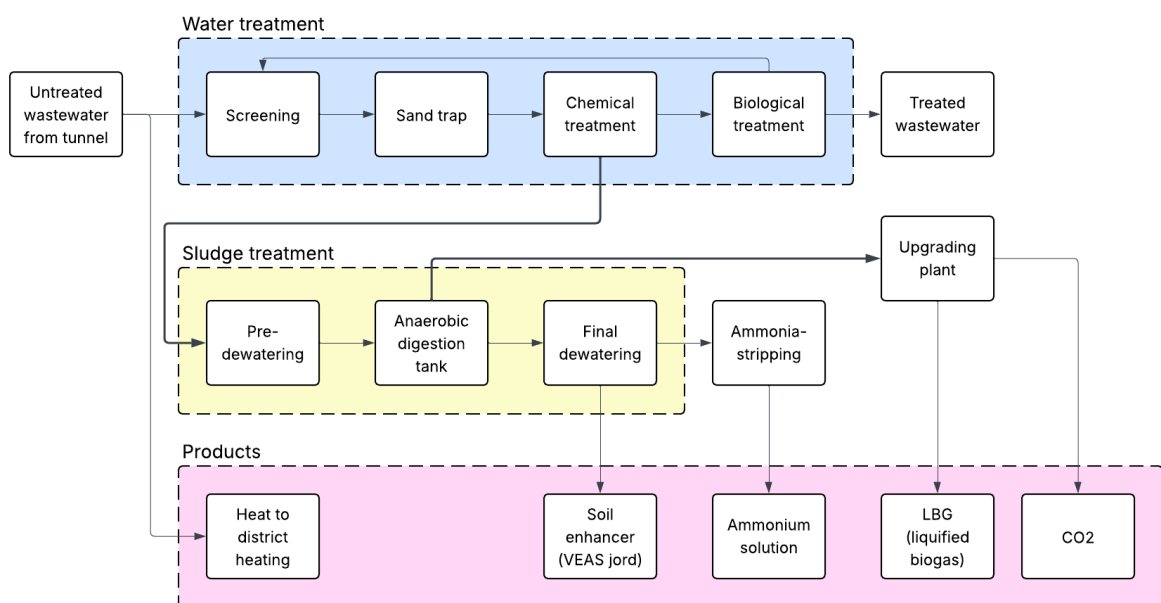 Water treatment
Untreated
wastewater
from tunnel
Screening
Sand trap
Chemical
treatment
Biological
treatment
Treated
wastewater
Sludge treatment
Upgrading
plant
Pre-
dewatering
Anaerobic
digestion
tank
Final
dewatering
Ammonia-
stripping
Products
Heat to
district
heating
Soil
enhancer
(VEAS jord)
Ammonium
solution
LBG
(liquified
biogas)
CO2